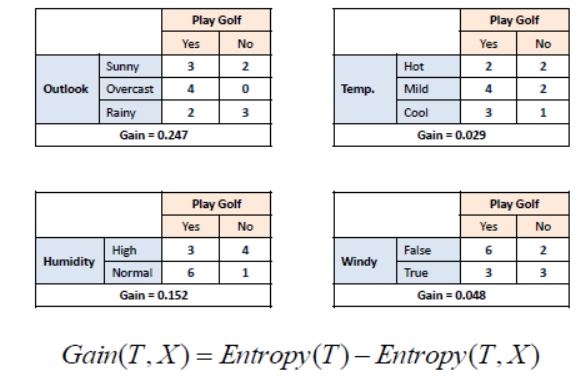 Play Golf
Yes No
Outlook Sunny 3 2
Overcast 4 0
Rainy 2 3
Gain = 0.247
Play Golf
Yes No
Temp. Hot 2 2
Mild 4 2
Cool 3 1
Gain = 0.029
Play Golf
Yes No
Humidity High 3 4
Normal 6 1
Gain = 0.152
Play Golf
Yes No
Windy False 6 2
True 3 3
Gain = 0.048
Gain(T, X) = Entropy(T) − Entropy(T, X)